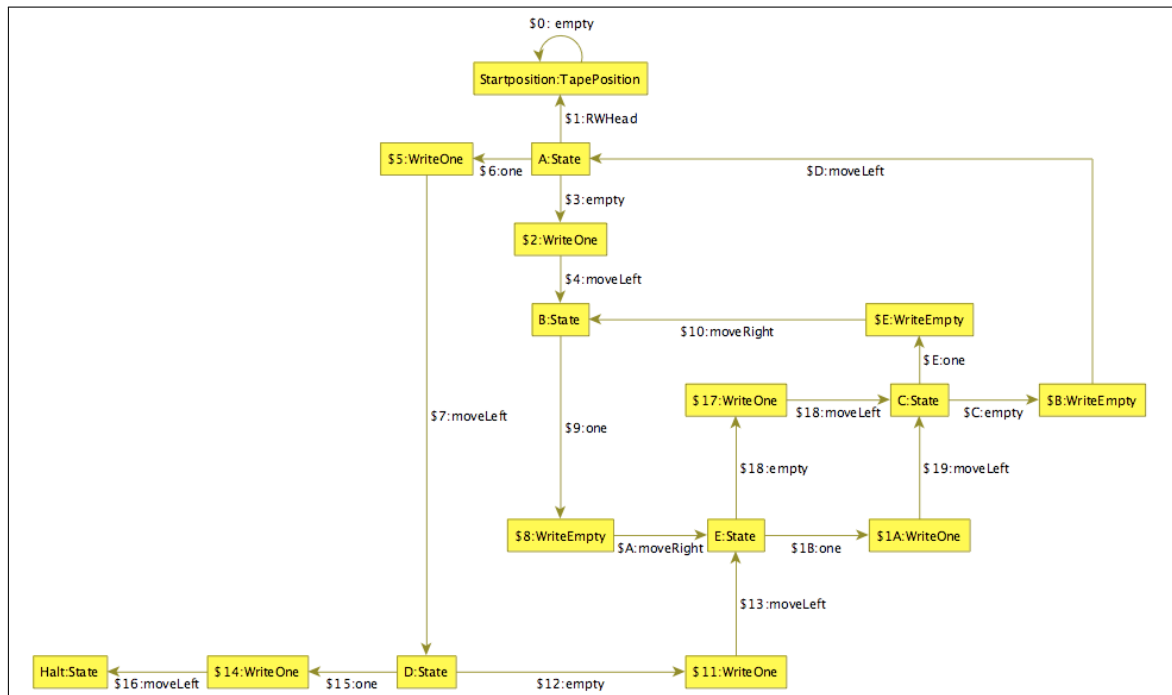 $0: empty
Startposition:TapePosition
$1:RWHead
$5:WriteOne
$6:one
A:State
$D:moveLeft
$3:empty
$2:WriteOne
$4:moveLeft
B:State
$10:moveRight
$E:WriteEmpty
$E:one
$7:moveLeft
$9:one
$17:WriteOne
$18:moveLeft
C:State
$C:empty
$B:WriteEmpty
$18:empty
$19:moveLeft
$8:WriteEmpty
$A:moveRight
E:State
$1B:one
$1A:WriteOne
$13:moveLeft
Halt:State
$16:moveLeft
$14:WriteOne
$15:one
D:State
$12:empty
$11:WriteOne